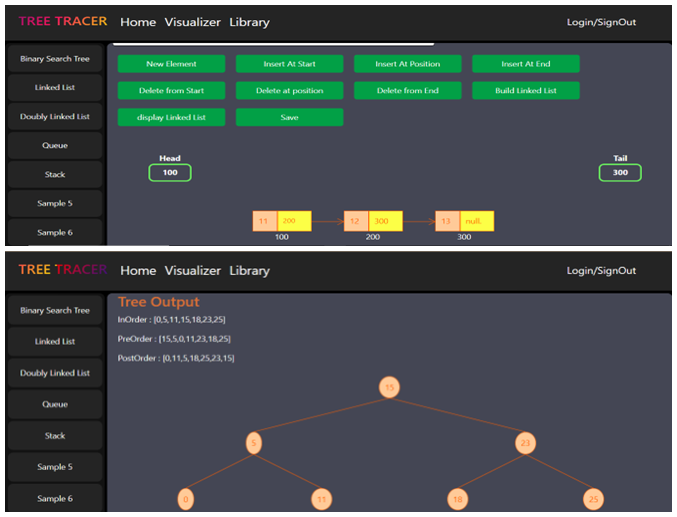 TREE TRACER Home Visualizer Library Login/SignOut
Binary Search Tree
Linked List
Doubly Linked List
Queue
Stack
Sample 5
Sample 6
New Element Insert At Start Insert At Position Insert At End
Delete from Start Delete at position Delete from End Build Linked List
display Linked List Save
Head Tail
100 300
11 200 12 300 13 null
100 200 300
TREE TRACER Home Visualizer Library Login/SignOut
Binary Search Tree
Linked List
Doubly Linked List
Queue
Stack
Sample 5
Sample 6
Tree Output
InOrder : [0,5,11,15,18,23,25]
PreOrder : [15,5,0,11,23,18,25]
PostOrder : [0,11,5,18,25,23,15]
15
5 23
0 11 18 25